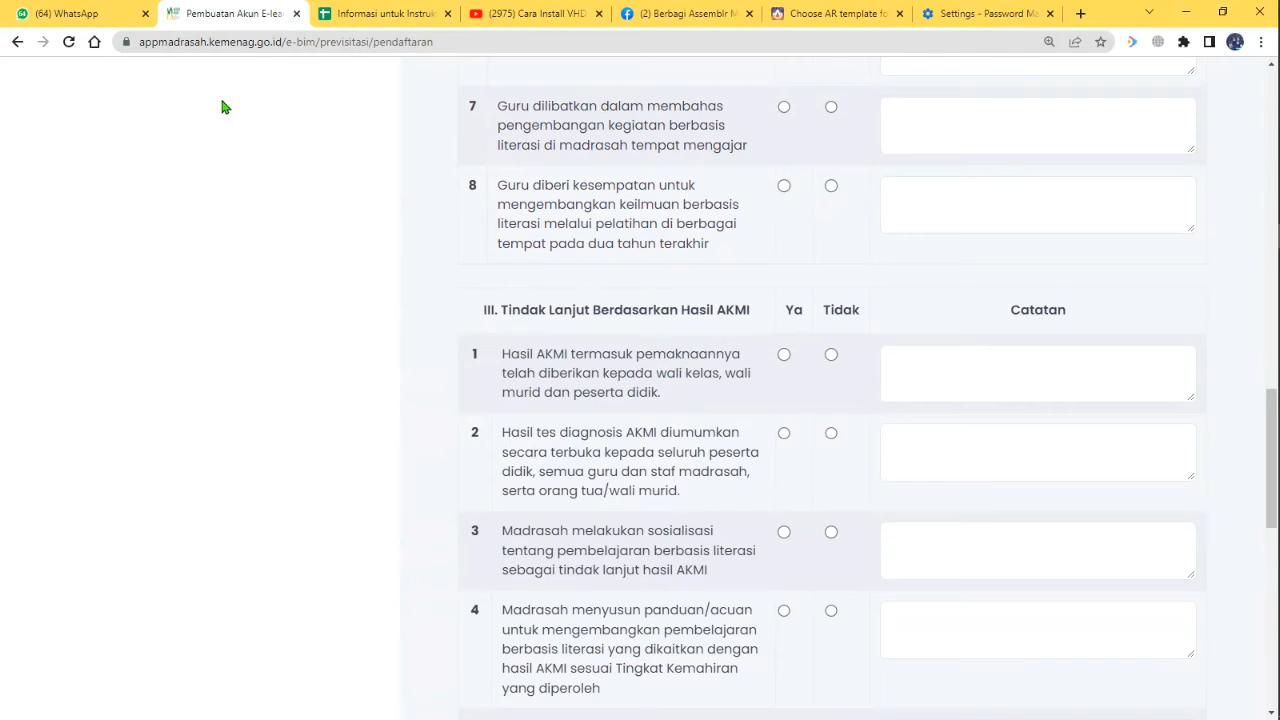 (64) WhatsApp
Pembuatan Akun E-lea
Informasi untuk Instruk
(2975) Cara Install VHD
(2) Berbagi Assemblr M
Choose AR template fo
Settings - Password Ma
appmadrasah.kemenag.go.id/e-bim/previsitasi/pendaftaran
7 Guru dilibatkan dalam membahas
pengembangan kegiatan berbasis
literasi di madrasah tempat mengajar
8 Guru diberi kesempatan untuk
mengembangkan keilmuan berbasis
literasi melalui pelatihan di berbagai
tempat pada dua tahun terakhir
III. Tindak Lanjut Berdasarkan Hasil AKMI Ya Tidak Catatan
1 Hasil AKMI termasuk pemaknaannya
telah diberikan kepada wali kelas, wali
murid dan peserta didik.
2 Hasil tes diagnosis AKMI diumumkan
secara terbuka kepada seluruh peserta
didik, semua guru dan staf madrasah,
serta orang tua/wali murid.
3 Madrasah melakukan sosialisasi
tentang pembelajaran berbasis literasi
sebagai tindak lanjut hasil AKMI
4 Madrasah menyusun panduan/acuan
untuk mengembangkan pembelajaran
berbasis literasi yang dikaitkan dengan
hasil AKMI sesuai Tingkat Kemahiran
yang diperoleh